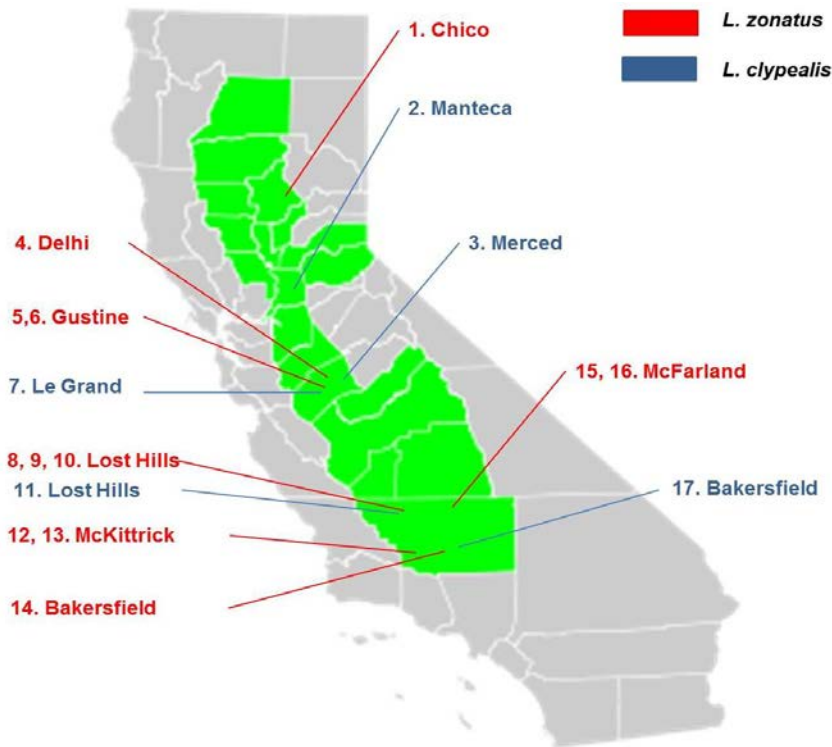 1. Chico
L. zonatus
L. clypealis
2. Manteca
4. Delhi
3. Merced
5,6. Gustine
15, 16. McFarland
7. Le Grand
8, 9, 10. Lost Hills
11. Lost Hills
17. Bakersfield
12, 13. McKittrick
14. Bakersfield